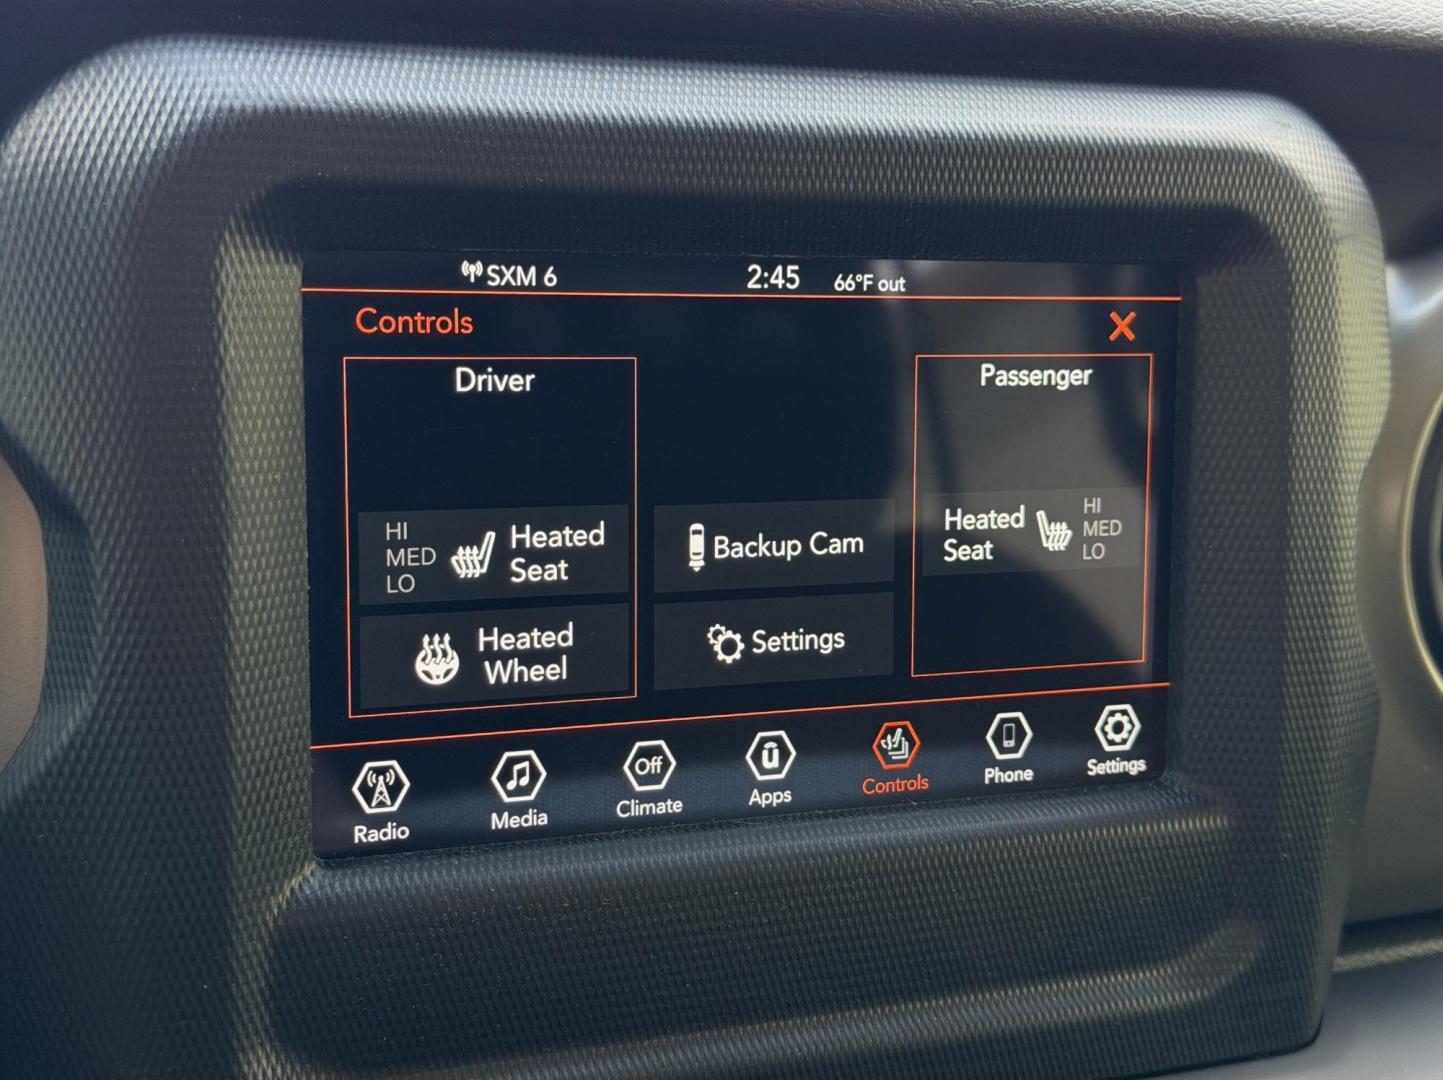 SXM 6 2:45 66°F out
Controls X
Driver
HI
MED
LO
Heated
Seat
Heated
Wheel
Backup Cam
Settings
Passenger
Heated
Seat
HI
MED
LO
Radio
Media
Off
Climate
ū
Apps
Controls
Phone
Settings